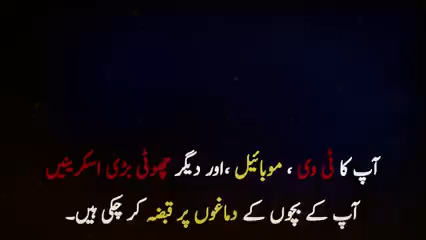 آپ کا ٹی وی ، موبائیل ،اور دیگر چھوٹی بڑی اسکرینیں
آپ کے بچوں کے دماغوں پر قبضہ کر چکی ہیں۔